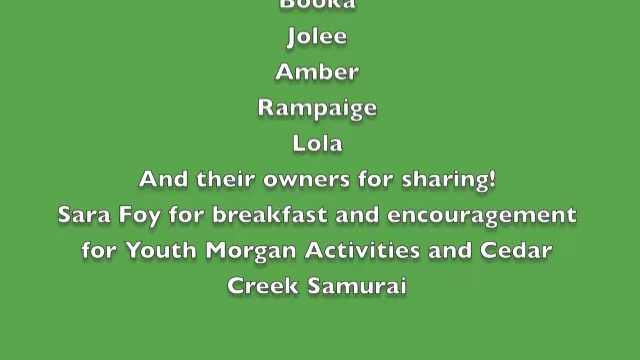 Booka
Jolee
Amber
Rampaige
Lola
And their owners for sharing!
Sara Foy for breakfast and encouragement
for Youth Morgan Activities and Cedar
Creek Samurai